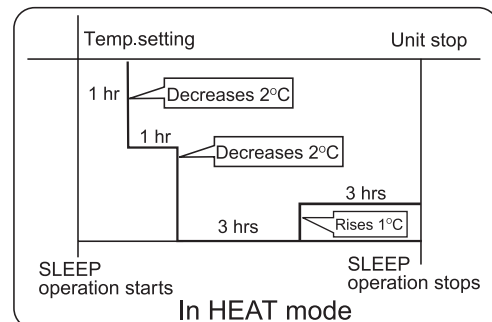 Temp.setting
Unit stop
1 hr
Decreases 2°C
1 hr
Decreases 2°C
3 hrs
3 hrs
Rises 1°C
SLEEP
operation starts
SLEEP
operation stops
In HEAT mode